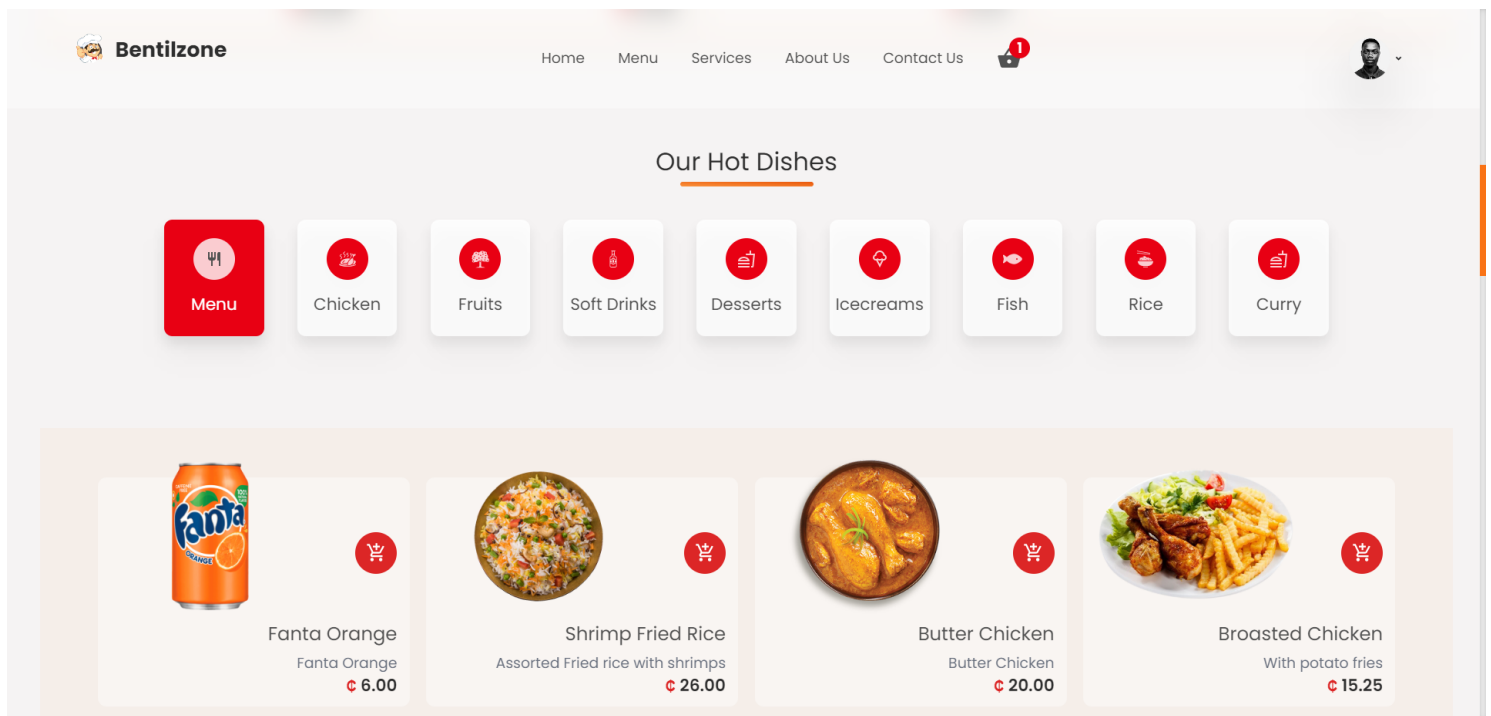 Bentilzone
Home Menu Services About Us Contact Us 1
Our Hot Dishes
Menu Chicken Fruits Soft Drinks Desserts Icecreams Fish Rice Curry
Fanta
ORANGE
Fanta Orange
Fanta Orange
₵ 6.00
Shrimp Fried Rice
Assorted Fried rice with shrimps
₵ 26.00
Butter Chicken
Butter Chicken
₵ 20.00
Broasted Chicken
With potato fries
₵ 15.25